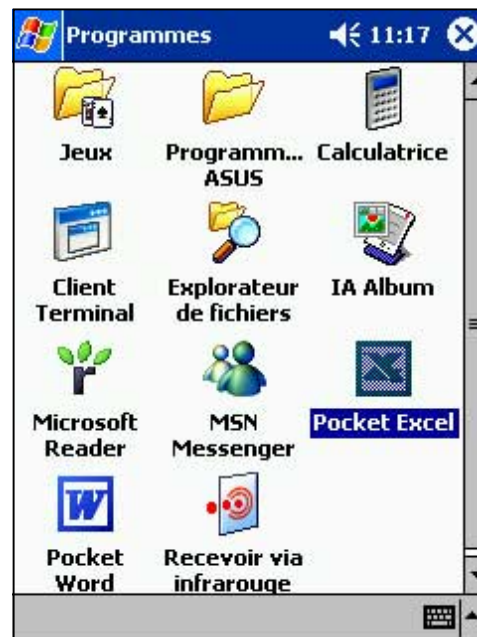 Programmes 11:17
Jeux
Programm...
ASUS
Calculatrice
Client
Terminal
Explorateur
de fichiers
IA Album
Microsoft
Reader
MSN
Messenger
Pocket Excel
Pocket
Word
Recevoir via
infrarouge